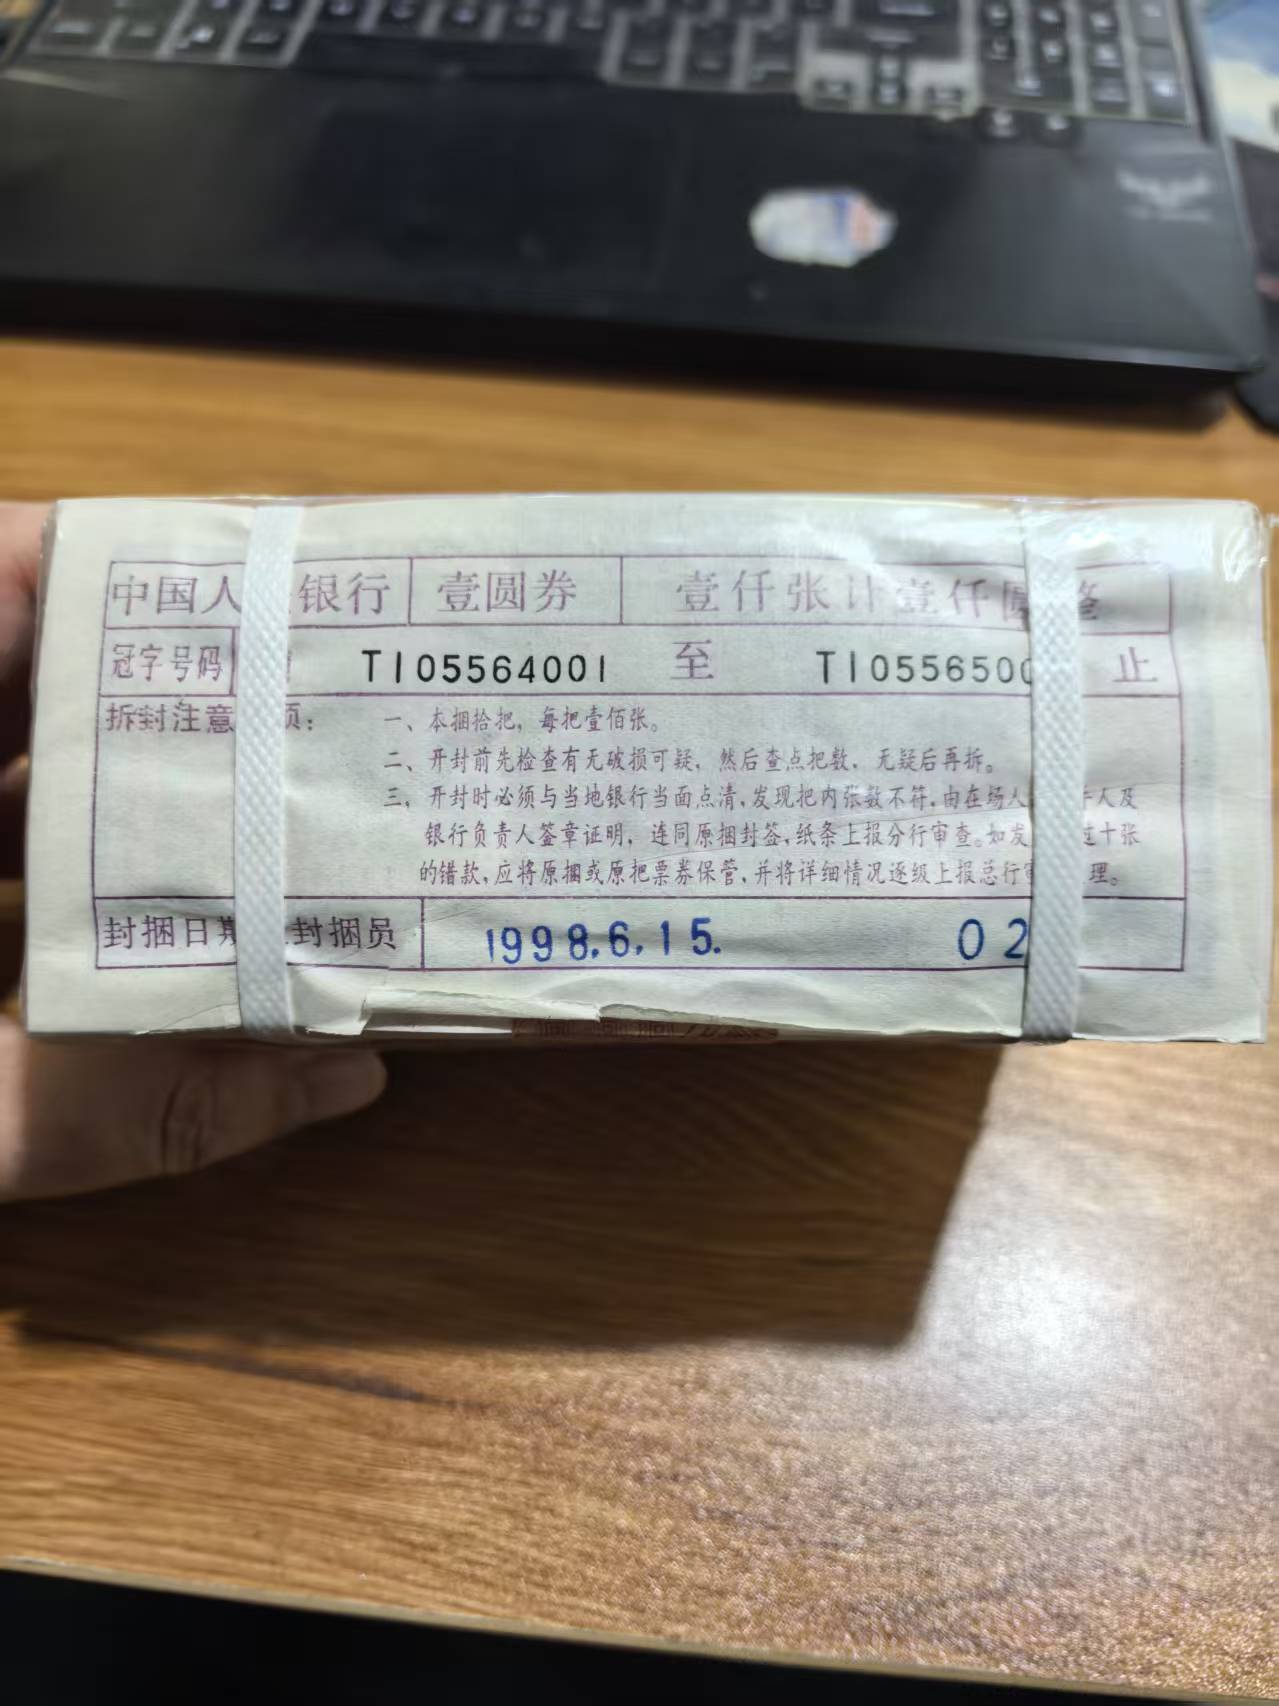 中国人 银行 壹圆券 壹仟张计壹仟圆整
冠字号码 TI05564001 至 TI0556500 止
拆封注意 项：
一、本捆拾把，每把壹佰张。
二、开封前先检查有无破损可疑，然后查点把数，无疑后再拆。
三、开封时必须与当地银行当面点清，发现把内张数不符，由在场人 人及
银行负责人签章证明，连同原捆封签，纸条上报分行审查。如发 过十张
的错款，应将原捆或原把票券保管，并将详细情况逐级上报总行 理。
封捆日期 封捆员 1998.6.15. 02